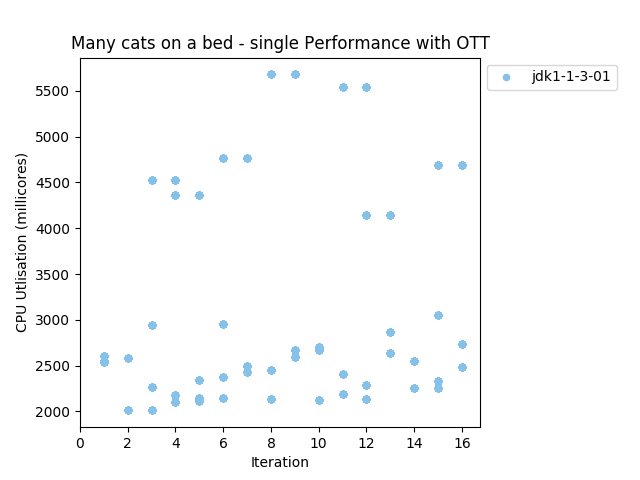 Many cats on a bed - single Performance with OTT
jdk1-1-3-01
CPU Utlisation (millicores)
5500
5000
4500
4000
3500
3000
2500
2000
0 2 4 6 8 10 12 14 16
Iteration